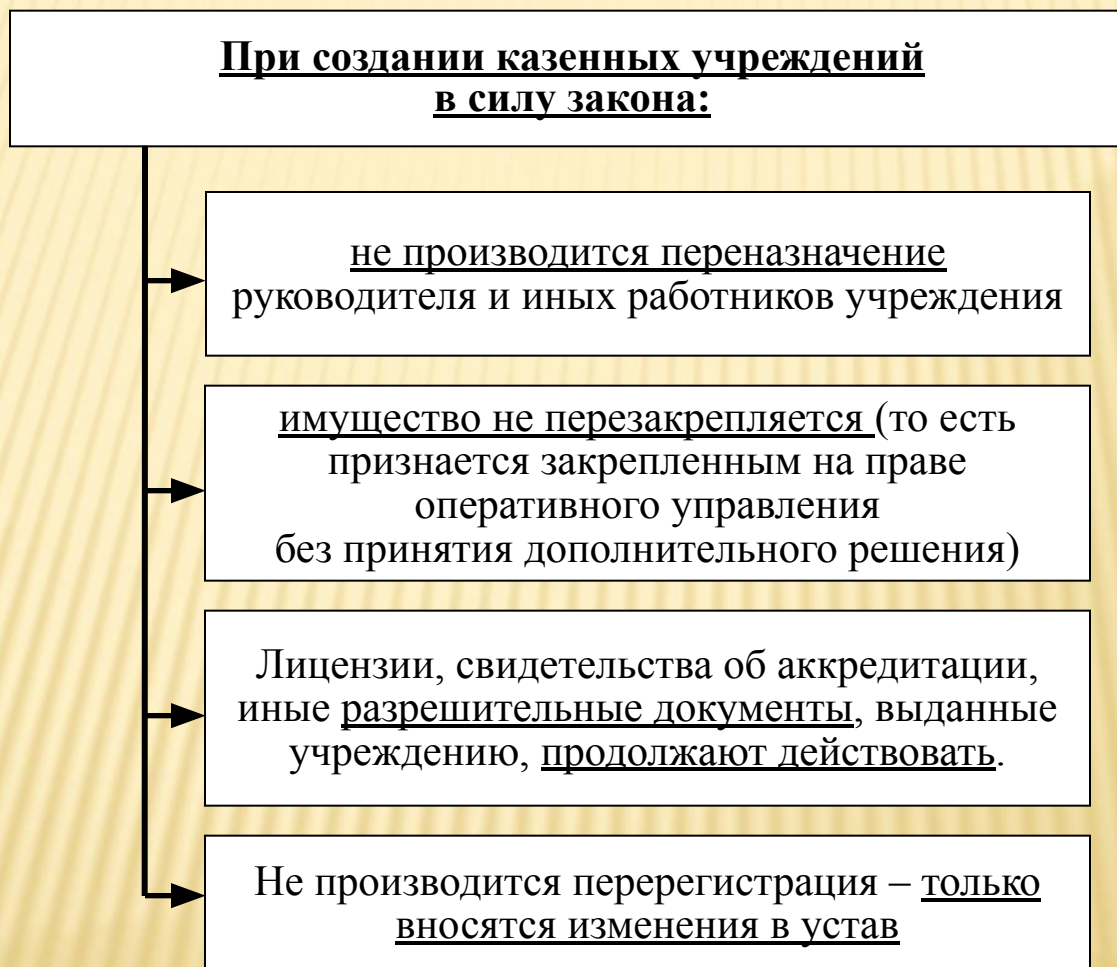 При создании казенных учреждений
в силу закона:
не производится переназначение
руководителя и иных работников учреждения
имущество не перезакрепляется (то есть
признается закрепленным на праве
оперативного управления
без принятия дополнительного решения)
Лицензии, свидетельства об аккредитации,
иные разрешительные документы, выданные
учреждению, продолжают действовать.
Не производится перерегистрация – только
вносятся изменения в устав